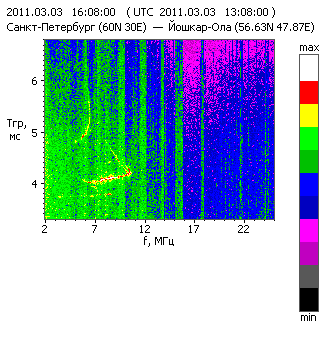 2011.03.03 16:08:00 (UTC 2011.03.03 13:08:00)
Санкт-Петербург (60N 30E) — Йошкар-Ола (56.63N 47.87E)
max
6
Tгр,
мс
5
4
2 7 12 17 22
f, МГц
min